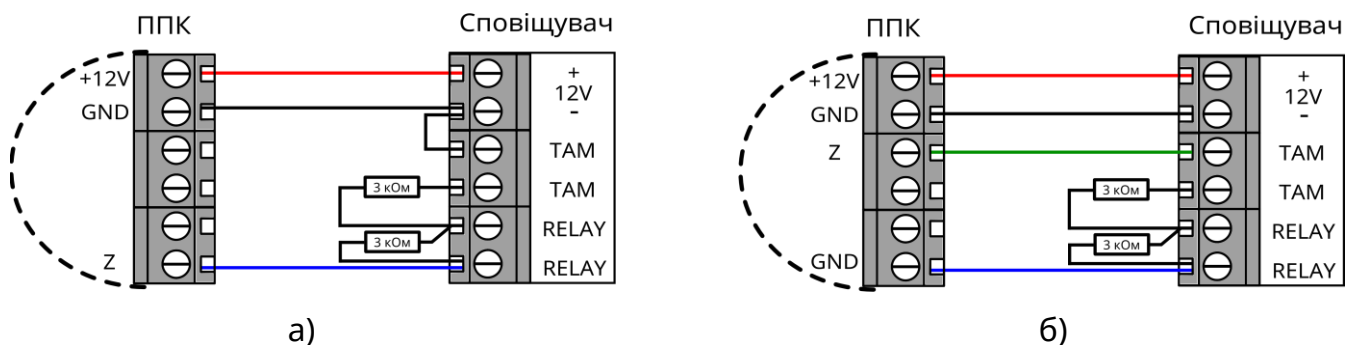 ППК
Сповіщувач
+12V
GND
Z
+
12V
-
TAM
TAM
RELAY
RELAY
3 кОм
3 кОм
а)
ППК
Сповіщувач
+12V
GND
Z
GND
+
12V
-
TAM
TAM
RELAY
RELAY
3 кОм
3 кОм
б)